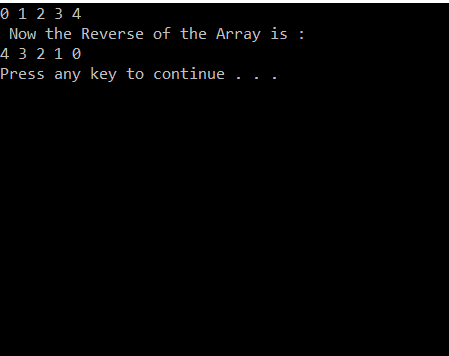 0 1 2 3 4
Now the Reverse of the Array is :
4 3 2 1 0
Press any key to continue . . .